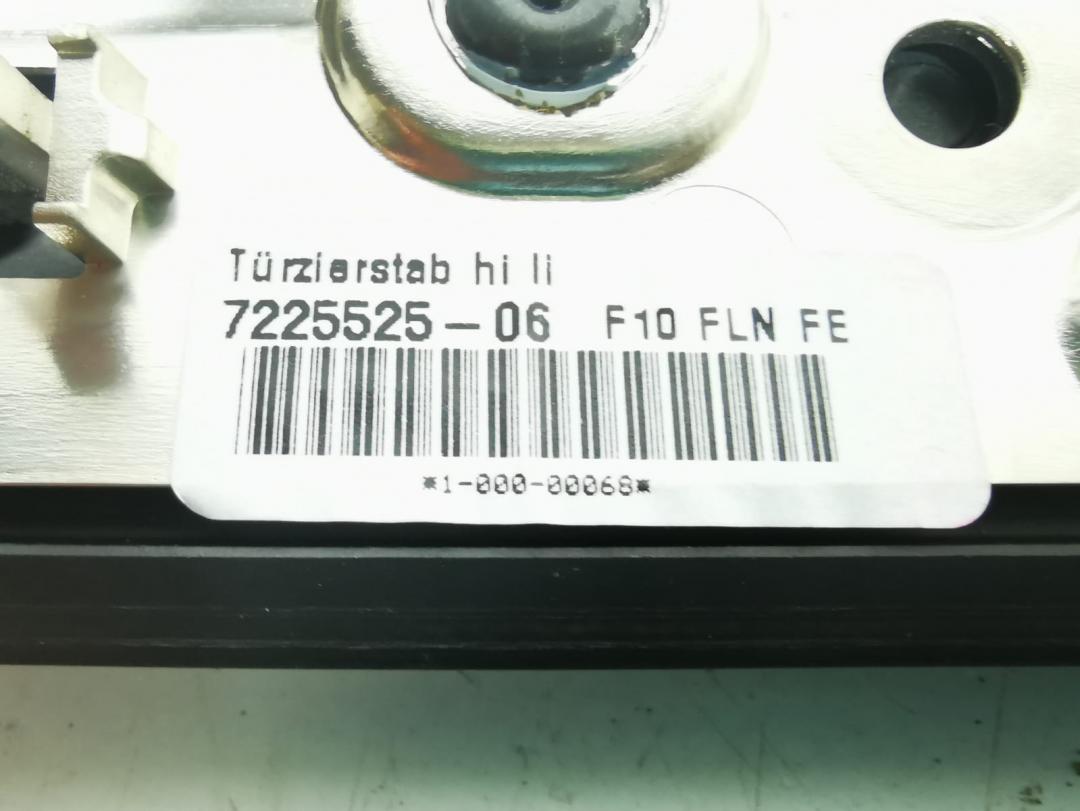 Türzierstab hi li
7225525-06 F10 FLN FE
*1-000-00068*